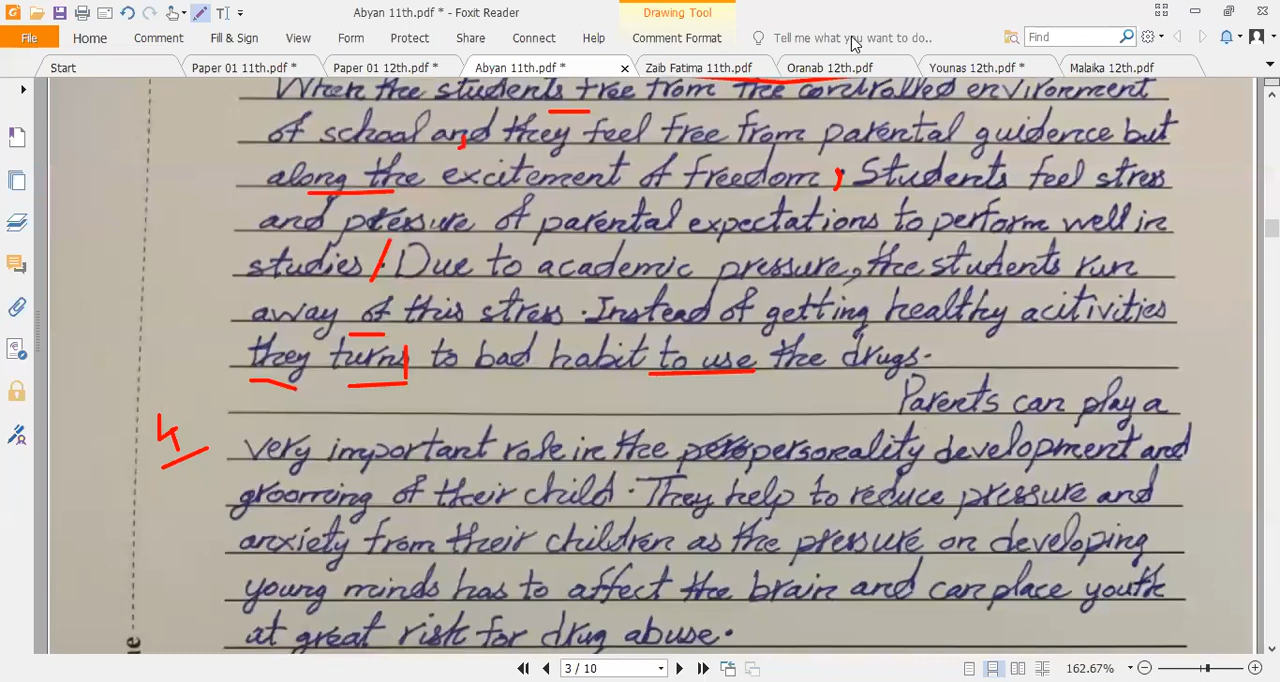 Abyan 11th.pdf * - Foxit Reader
Drawing Tool
File Home Comment Fill & Sign View Form Protect Share Connect Help Comment Format Tell me what you want to do.. Find
Start Paper 01 11th.pdf * Paper 01 12th.pdf * Abyan 11th.pdf * Zaib Fatima 11th.pdf Oranab 12th.pdf Younas 12th.pdf * Malaika 12th.pdf
When the students free from the controlled environment
of school and they feel free from parental guidence but
along the excitement of freedom , Students feel stress
and pressure of parental expectations to perform well in
studies . Due to academic pressure, the students run
away of this stress . Instead of getting healthy acitivities
they turns to bad habit to use the drugs.
Parents can play a
4
very important role in the personality development and
grooming of their child . They help to reduce pressure and
anxiety from their children as the pressure on developing
young minds has to affect the brain and can place youth
at great risk for drug abuse .
3 / 10 162.67%